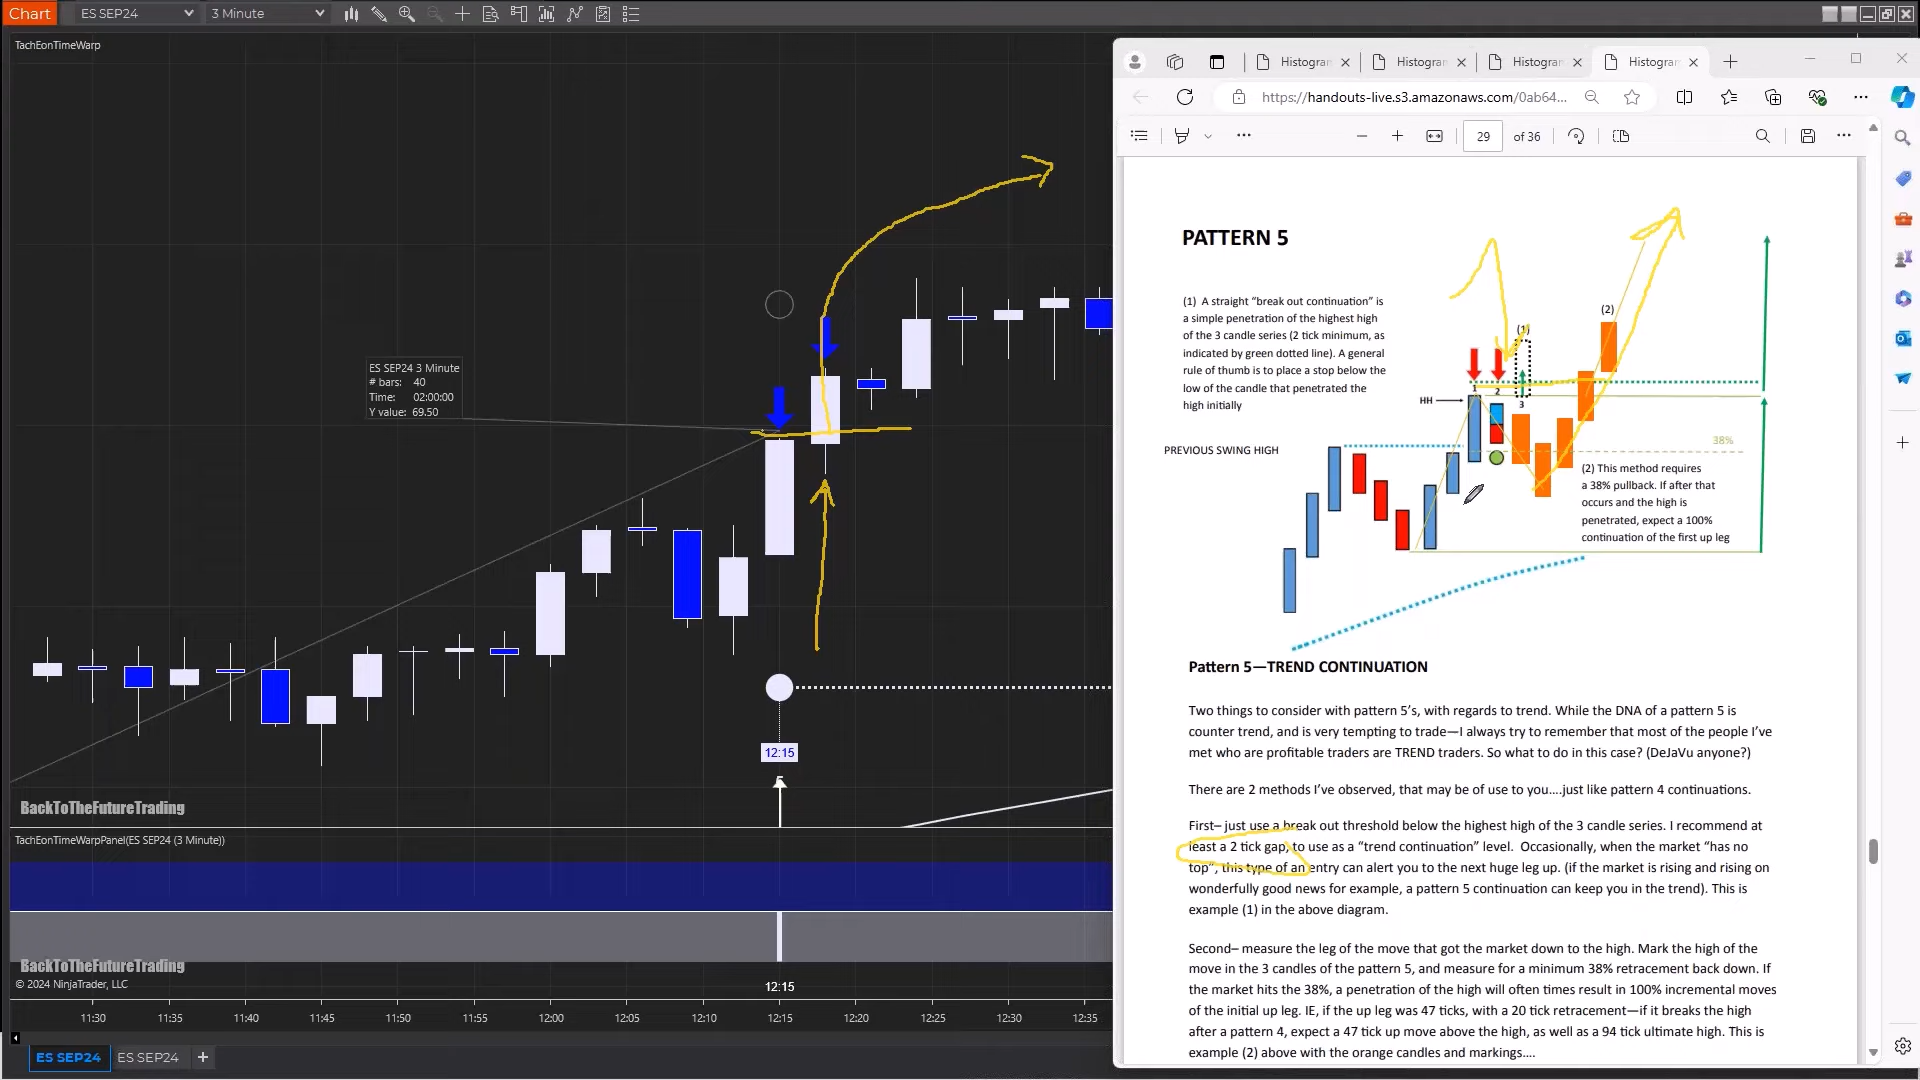 Chart ES SEP24 3 Minute
TachEonTimeWarp
ES SEP24 3 Minute
# bars: 40
Time: 02:00:00
Y value: 69.50
12:15
5
BackToTheFutureTrading
TachEonTimeWarpPanel(ES SEP24 (3 Minute))
BackToTheFutureTrading
© 2024 NinjaTrader, LLC
12:15
11:30 11:35 11:40 11:45 11:50 11:55 12:00 12:05 12:10 12:15 12:20 12:25 12:30 12:35
ES SEP24 ES SEP24
Histogran Histogran Histogran Histogran
https://handouts-live.s3.amazonaws.com/0ab64...
29 of 36
PATTERN 5
(1) A straight “break out continuation” is
a simple penetration of the highest high
of the 3 candle series (2 tick minimum, as
indicated by green dotted line). A general
rule of thumb is to place a stop below the
low of the candle that penetrated the
high initially
PREVIOUS SWING HIGH
HH
1
2
3
(1)
(2)
38%
(2) This method requires
a 38% pullback. If after that
occurs and the high is
penetrated, expect a 100%
continuation of the first up leg
Pattern 5—TREND CONTINUATION
Two things to consider with pattern 5’s, with regards to trend. While the DNA of a pattern 5 is
counter trend, and is very tempting to trade—I always try to remember that most of the people I’ve
met who are profitable traders are TREND traders. So what to do in this case? (DeJaVu anyone?)
There are 2 methods I’ve observed, that may be of use to you....just like pattern 4 continuations.
First– just use a break out threshold below the highest high of the 3 candle series. I recommend at
least a 2 tick gap, to use as a “trend continuation” level. Occasionally, when the market “has no
top”, this type of an entry can alert you to the next huge leg up. (if the market is rising and rising on
wonderfully good news for example, a pattern 5 continuation can keep you in the trend). This is
example (1) in the above diagram.
Second– measure the leg of the move that got the market down to the high. Mark the high of the
move in the 3 candles of the pattern 5, and measure for a minimum 38% retracement back down. If
the market hits the 38%, a penetration of the high will often times result in 100% incremental moves
of the initial up leg. IE, if the up leg was 47 ticks, with a 20 tick retracement—if it breaks the high
after a pattern 4, expect a 47 tick up move above the high, as well as a 94 tick ultimate high. This is
example (2) above with the orange candles and markings....